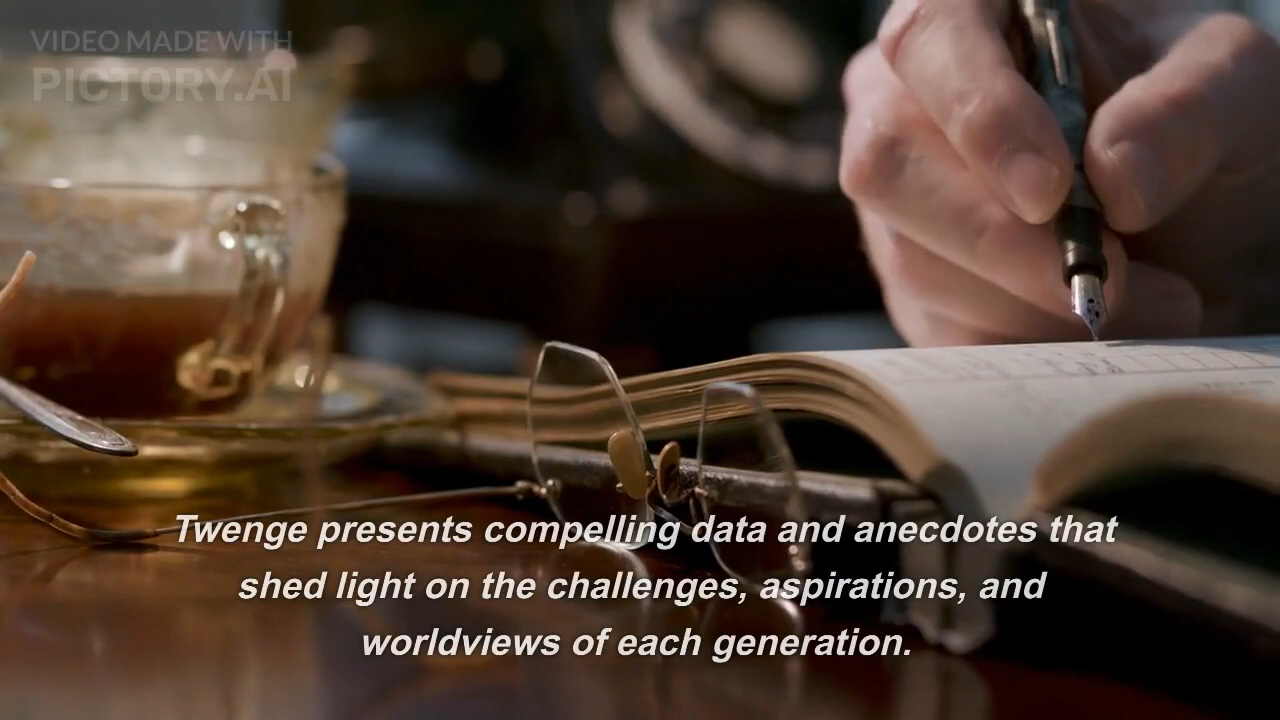 VIDEO MADE WITH
PICTORY.AI
Twenge presents compelling data and anecdotes that
shed light on the challenges, aspirations, and
worldviews of each generation.